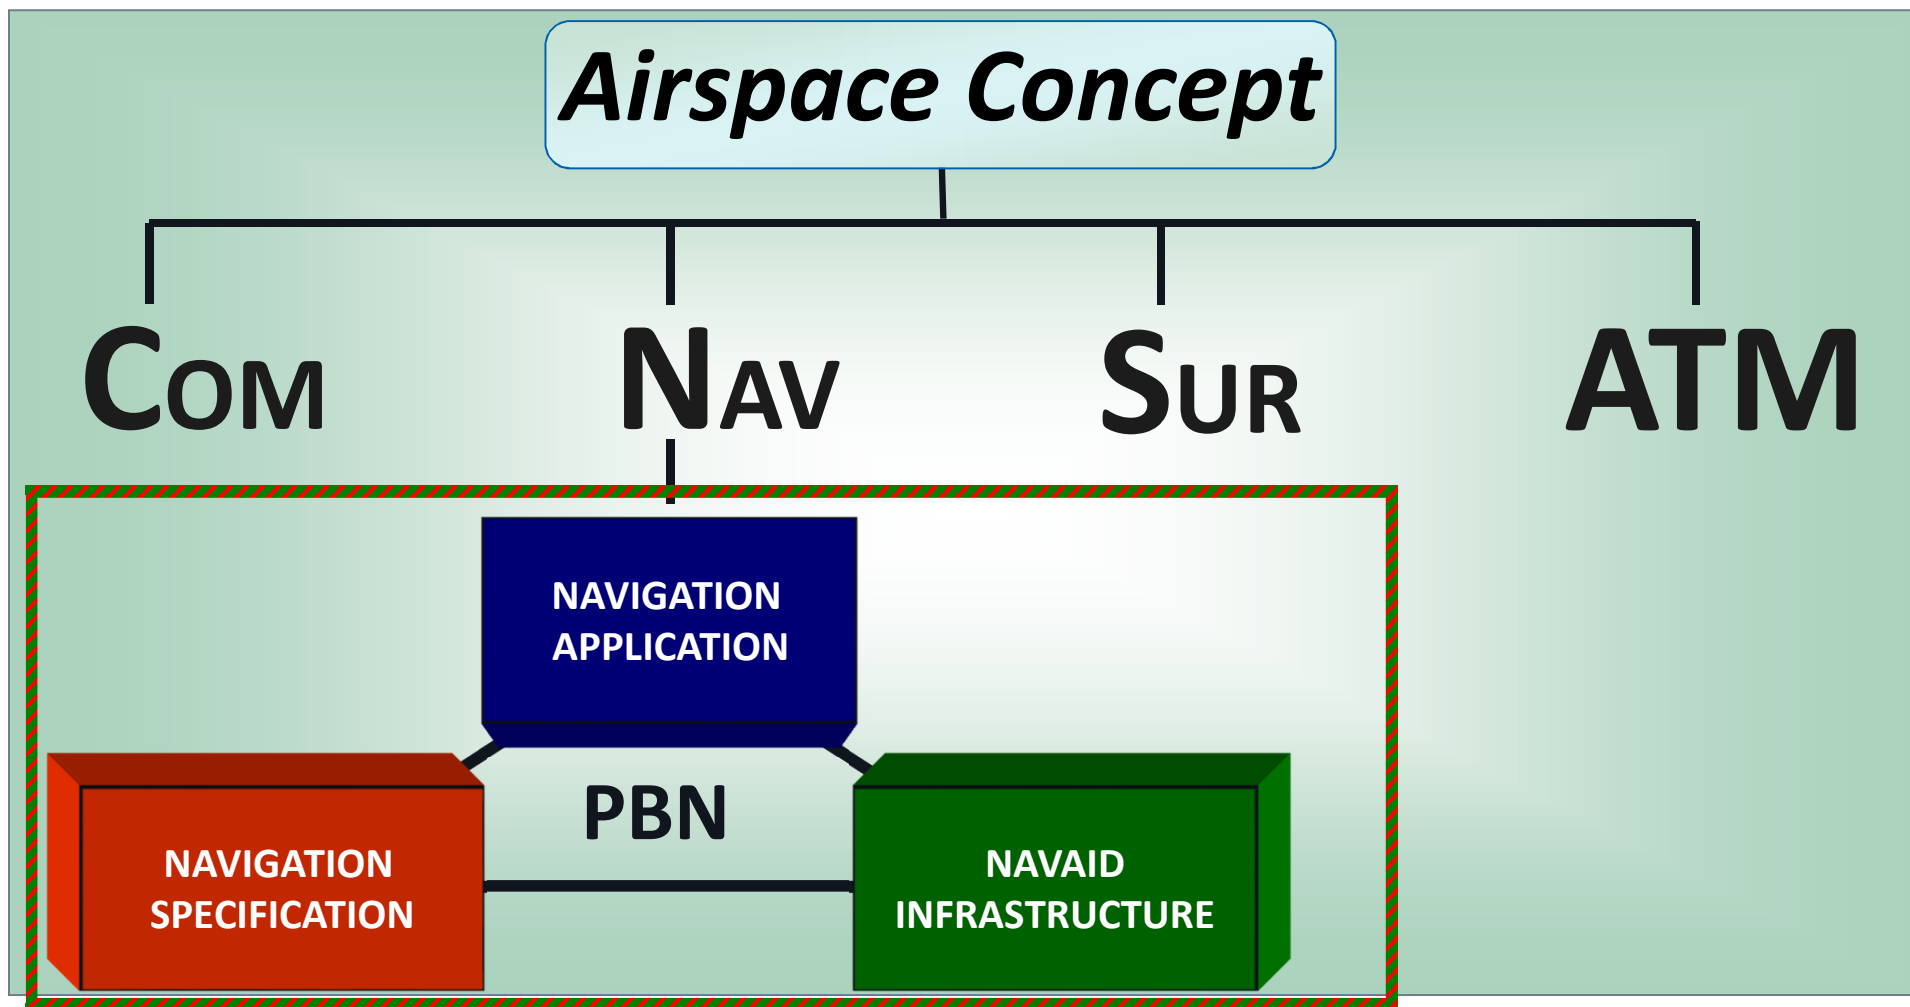 Airspace Concept
COM NAV SUR ATM
NAVIGATION
APPLICATION
PBN
NAVIGATION
SPECIFICATION
NAVAID
INFRASTRUCTURE